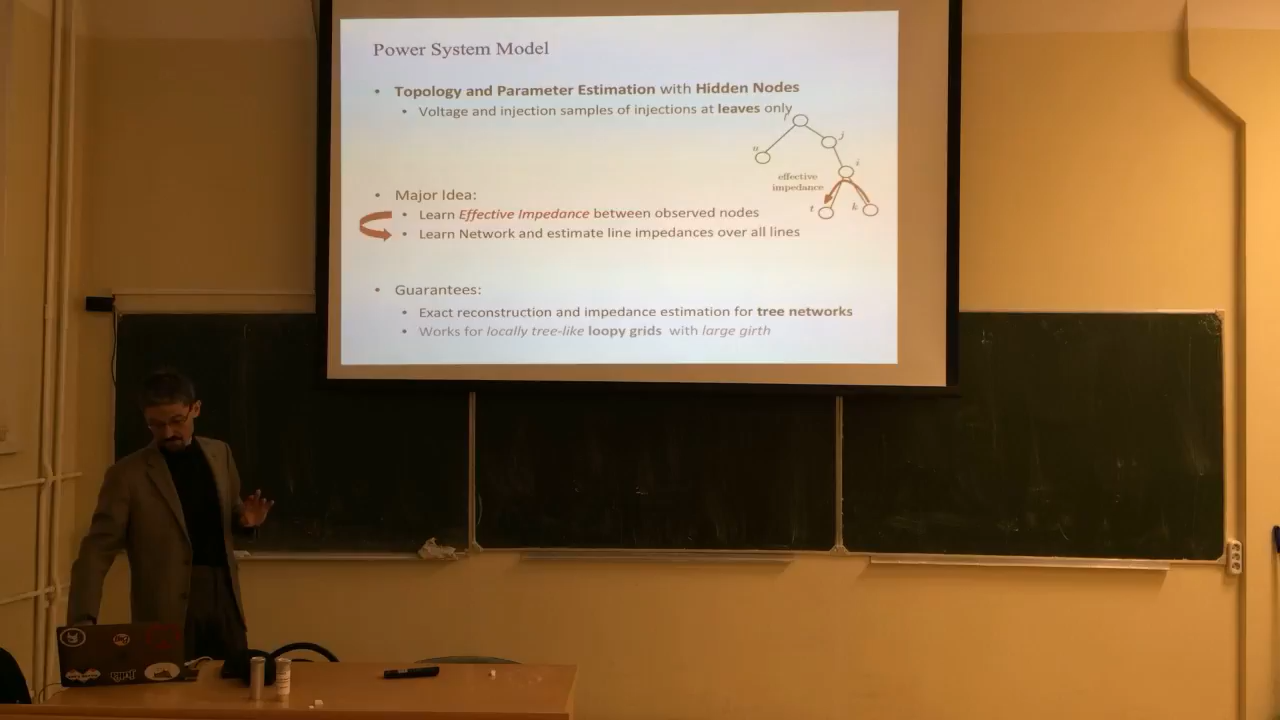 Power System Model
• Topology and Parameter Estimation with Hidden Nodes
• Voltage and injection samples of injections at leaves only
j
i
effective
impedance
t
k
• Major Idea:
• Learn Effective Impedance between observed nodes
• Learn Network and estimate line impedances over all lines
• Guarantees:
• Exact reconstruction and impedance estimation for tree networks
• Works for locally tree-like loopy grids with large girth